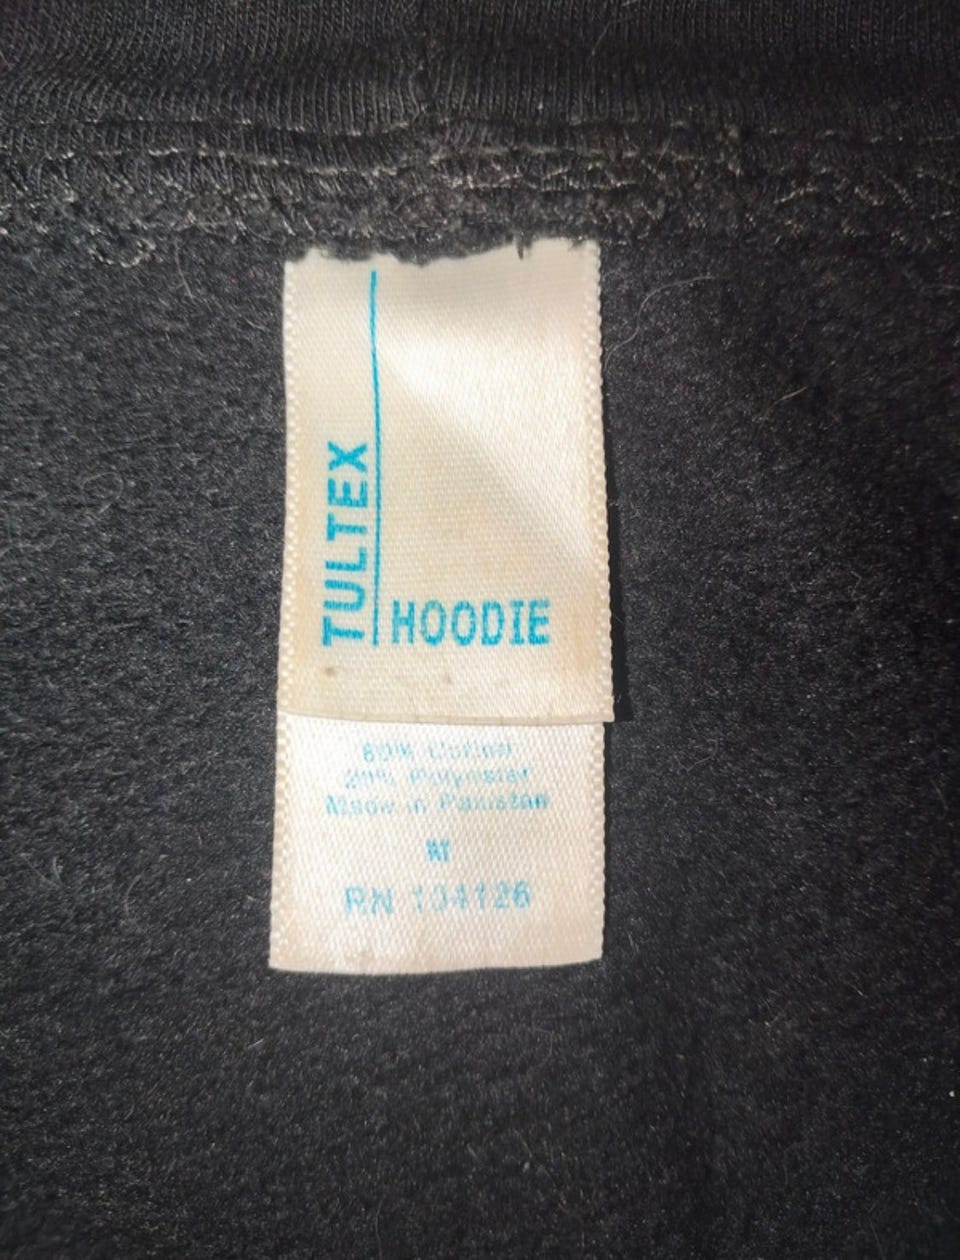 TULTEX
HOODIE
80% Cotton
20% Polyester
Made in Pakistan
M
RN 104126